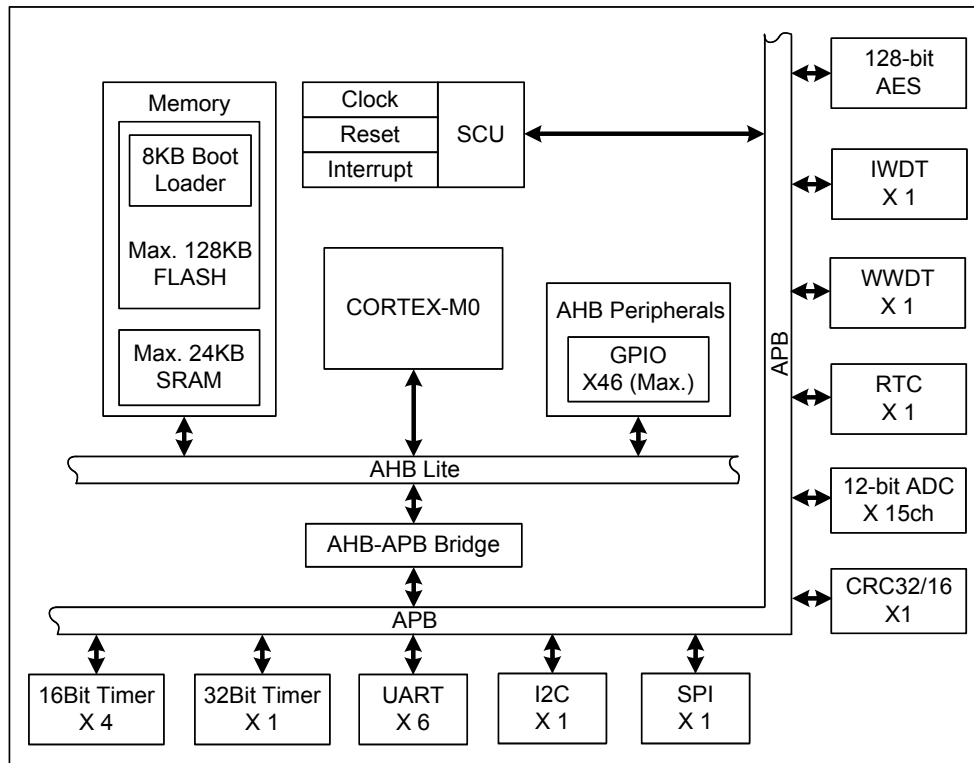 Memory
8KB Boot
Loader
Max. 128KB
FLASH
Max. 24KB
SRAM
Clock
Reset
Interrupt
SCU
CORTEX-M0
AHB Peripherals
GPIO
X46 (Max.)
AHB Lite
AHB-APB Bridge
APB
APB
128-bit
AES
IWDT
X 1
WWDT
X 1
RTC
X 1
12-bit ADC
X 15ch
CRC32/16
X1
16Bit Timer
X 4
32Bit Timer
X 1
UART
X 6
I2C
X 1
SPI
X 1